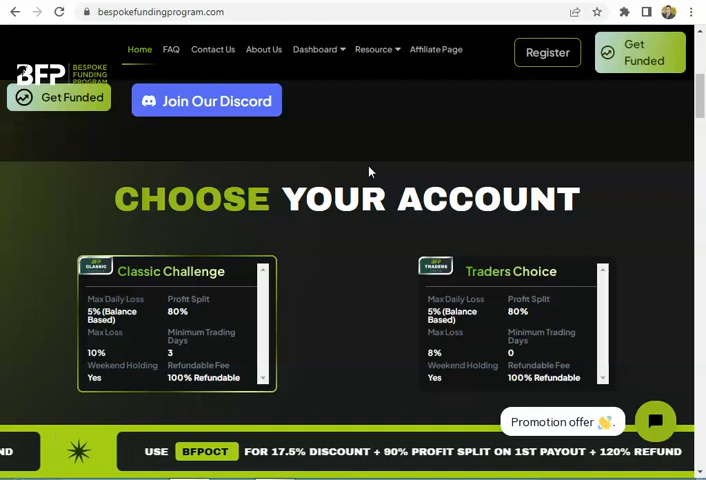 bespokefundingprogram.com
Home FAQ Contact Us About Us Dashboard Resource Affiliate Page
Register
Get Funded
BFP BESPOKE FUNDING PROGRAM
Get Funded
Join Our Discord
CHOOSE YOUR ACCOUNT
BFP CLASSIC
Classic Challenge
Max Daily Loss Profit Split
5% (Balance Based) 80%
Max Loss Minimum Trading Days
10% 3
Weekend Holding Refundable Fee
Yes 100% Refundable
BFP TRADERS
Traders Choice
Max Daily Loss Profit Split
5% (Balance Based) 80%
Max Loss Minimum Trading Days
8% 0
Weekend Holding Refundable Fee
Yes 100% Refundable
Promotion offer 👋.
ND USE BFPOCT FOR 17.5% DISCOUNT + 90% PROFIT SPLIT ON 1ST PAYOUT + 120% REFUND